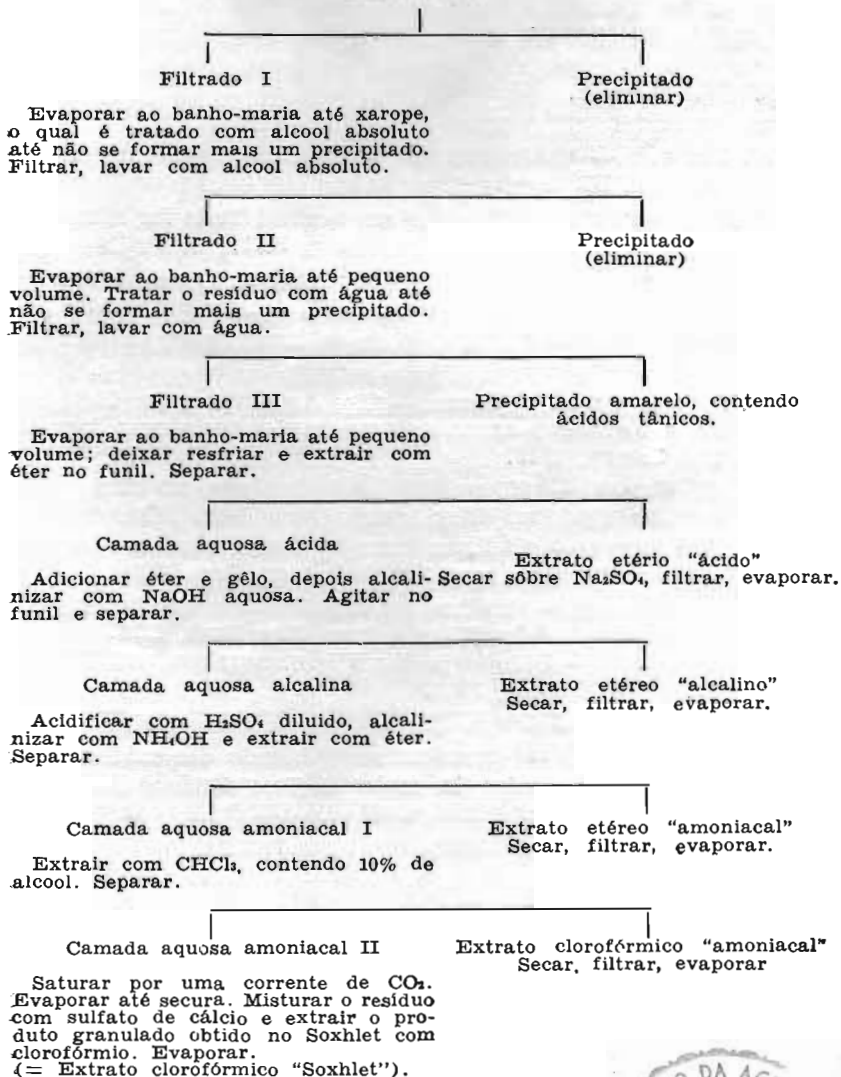 Filtrado I
Precipitado
(eliminar)
Evaporar ao banho-maria até xarope,
o qual é tratado com alcool absoluto
até não se formar mais um precipitado.
Filtrar, lavar com alcool absoluto.
Filtrado II
Precipitado
(eliminar)
Evaporar ao banho-maria até pequeno
volume. Tratar o resíduo com água até
não se formar mais um precipitado.
Filtrar, lavar com água.
Filtrado III
Precipitado amarelo, contendo
ácidos tânicos.
Evaporar ao banho-maria até pequeno
volume; deixar resfriar e extrair com
éter no funil. Separar.
Camada aquosa ácida
Extrato etério "ácido"
Secar sôbre Na₂SO₄, filtrar, evaporar.
Adicionar éter e gêlo, depois alcali-
nizar com NaOH aquosa. Agitar no
funil e separar.
Camada aquosa alcalina
Extrato etéreo "alcalino"
Secar, filtrar, evaporar.
Acidificar com H₂SO₄ diluido, alcali-
nizar com NH₄OH e extrair com éter.
Separar.
Camada aquosa amoniacal I
Extrato etéreo "amoniacal"
Secar, filtrar, evaporar.
Extrair com CHCl₃, contendo 10% de
alcool. Separar.
Camada aquosa amoniacal II
Extrato clorofórmico "amoniacal"
Secar, filtrar, evaporar
Saturar por uma corrente de CO₂.
Evaporar até secura. Misturar o resíduo
com sulfato de cálcio e extrair o pro-
duto granulado obtido no Soxhlet com
clorofórmio. Evaporar.
(= Extrato clorofórmico "Soxhlet").
DA